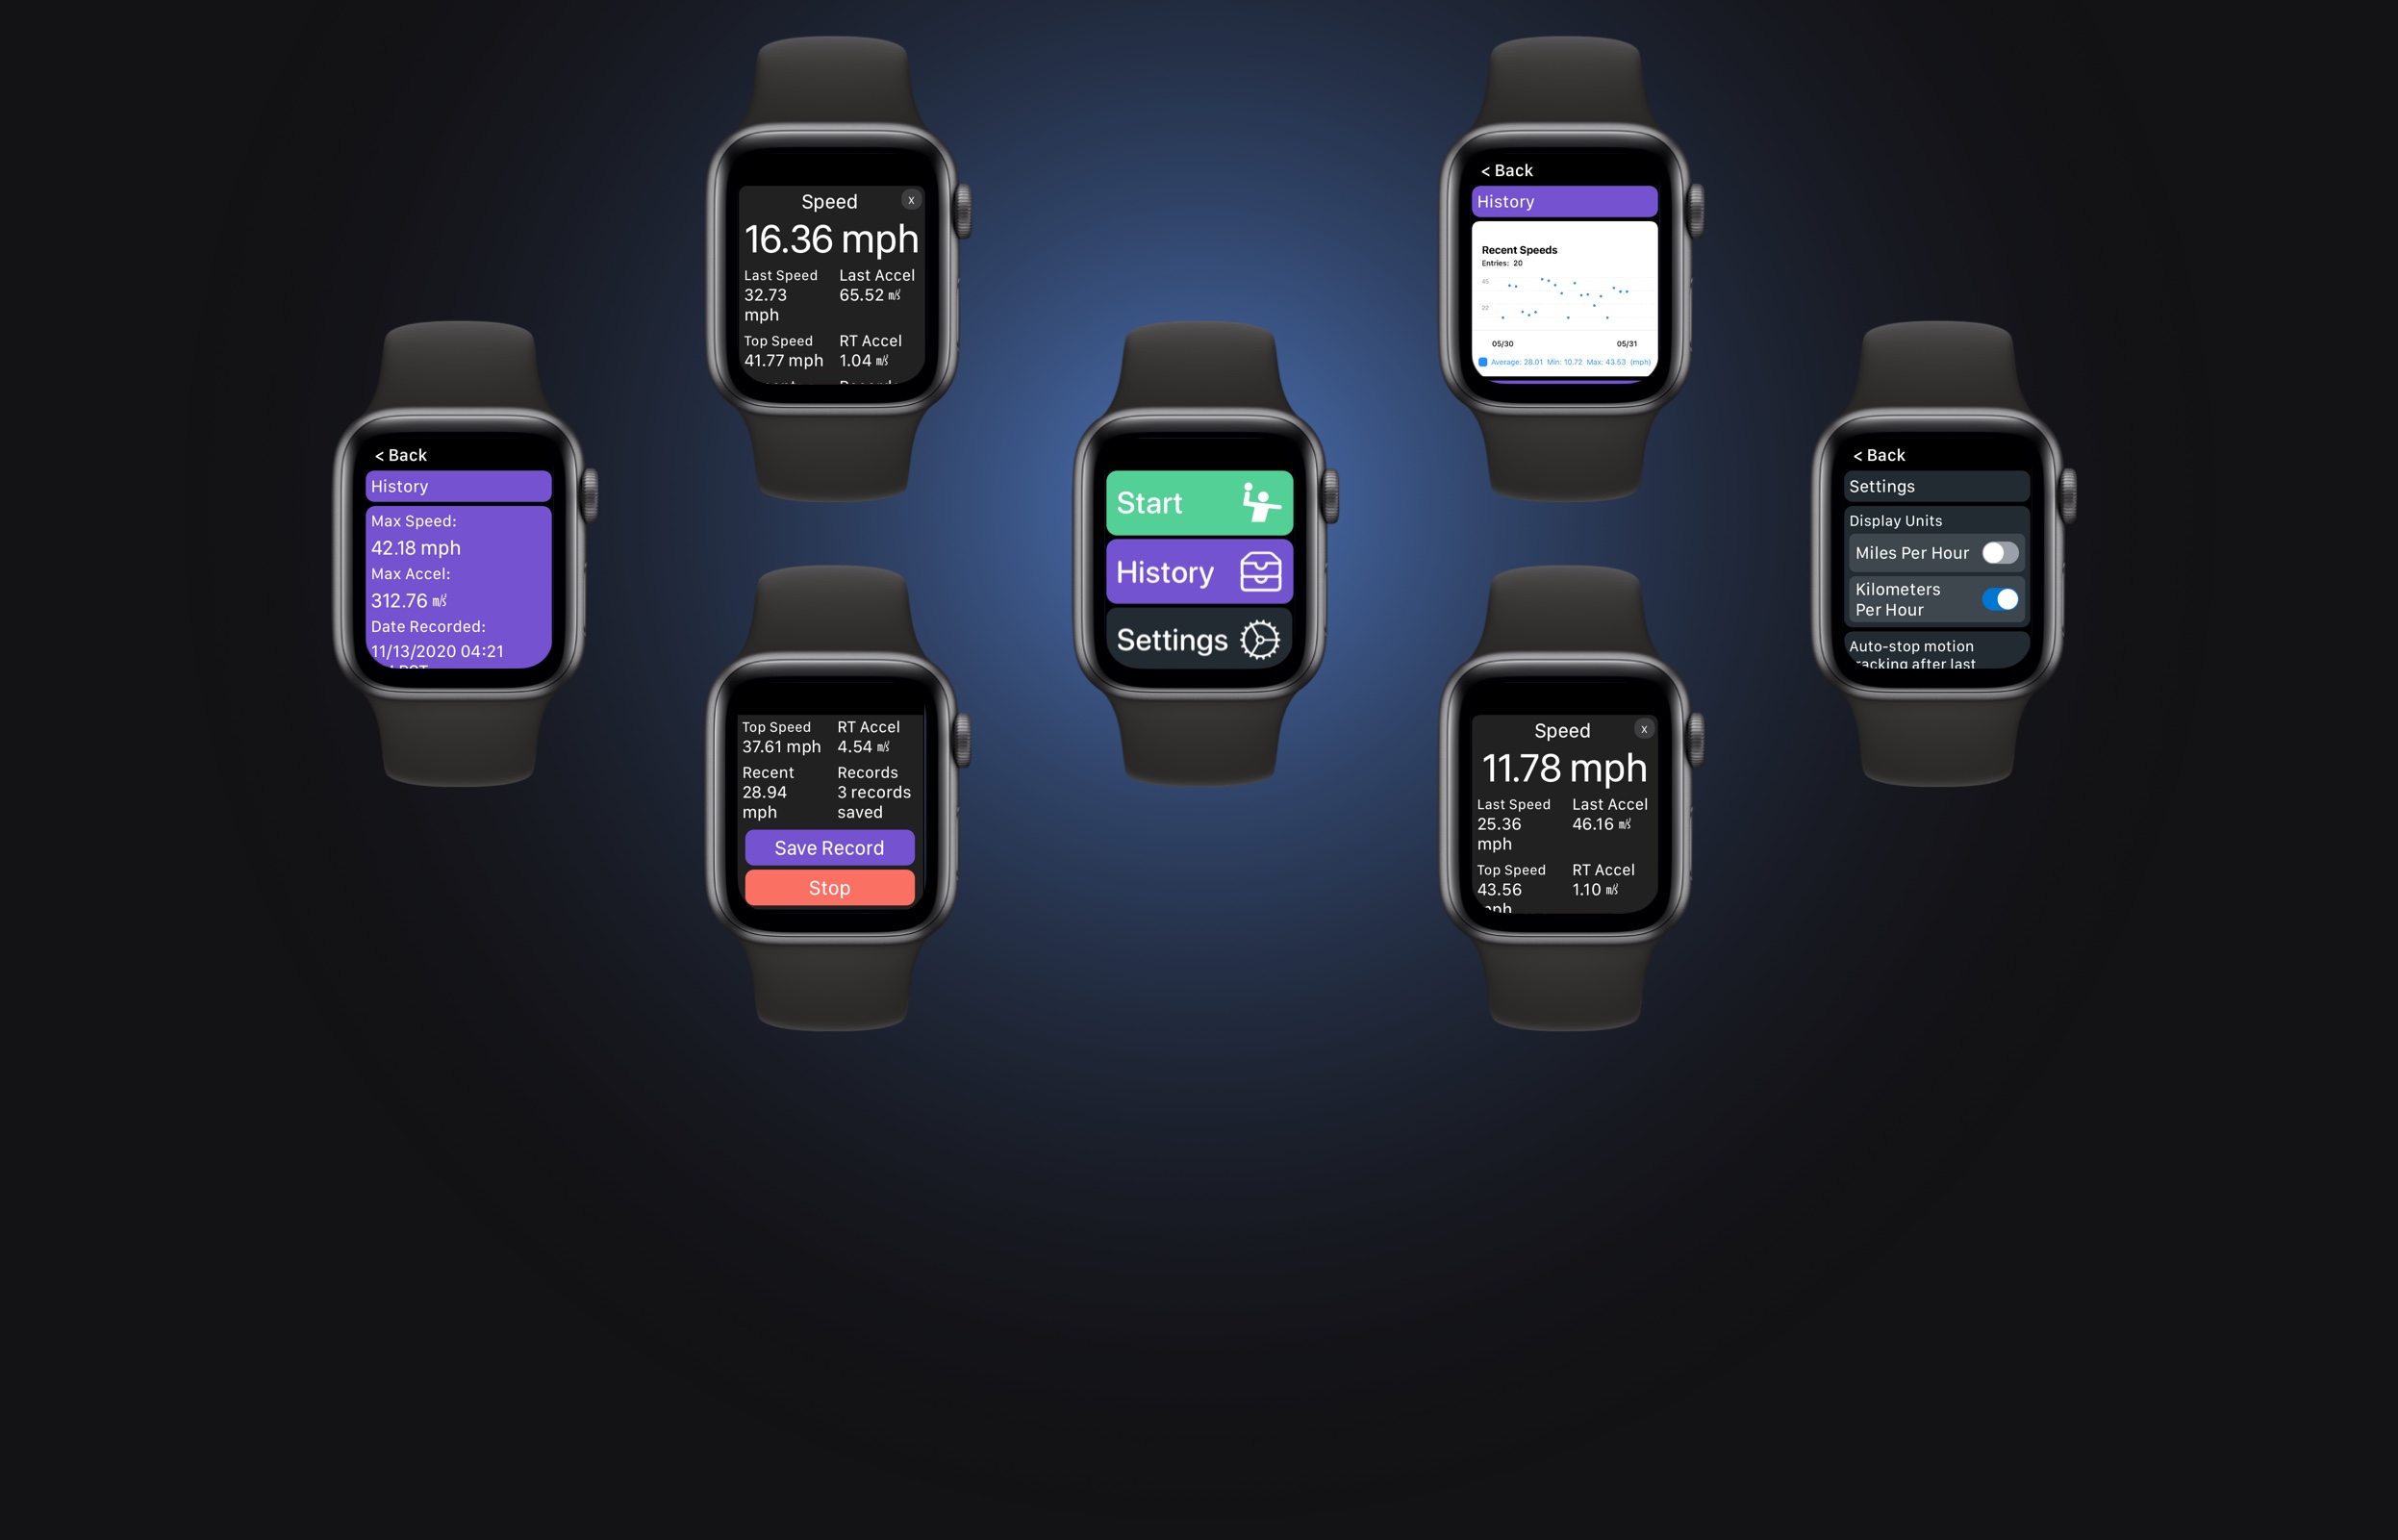 Speed
x
16.36 mph
Last Speed
32.73
mph
Last Accel
65.52 m/s²
Top Speed
41.77 mph
RT Accel
1.04 m/s²
< Back
History
Recent Speeds
Entries: 20
45
22
05/30
05/31
Average: 28.01 Min: 10.72 Max: 43.53 (mph)
< Back
History
Max Speed:
42.18 mph
Max Accel:
312.76 m/s²
Date Recorded:
11/13/2020 04:21
Start
History
Settings
< Back
Settings
Display Units
Miles Per Hour
Kilometers
Per Hour
Auto-stop motion
tracking after last
Top Speed
37.61 mph
RT Accel
4.54 m/s²
Recent
28.94
mph
Records
3 records
saved
Save Record
Stop
Speed
x
11.78 mph
Last Speed
25.36
mph
Last Accel
46.16 m/s²
Top Speed
43.56
mph
RT Accel
1.10 m/s²